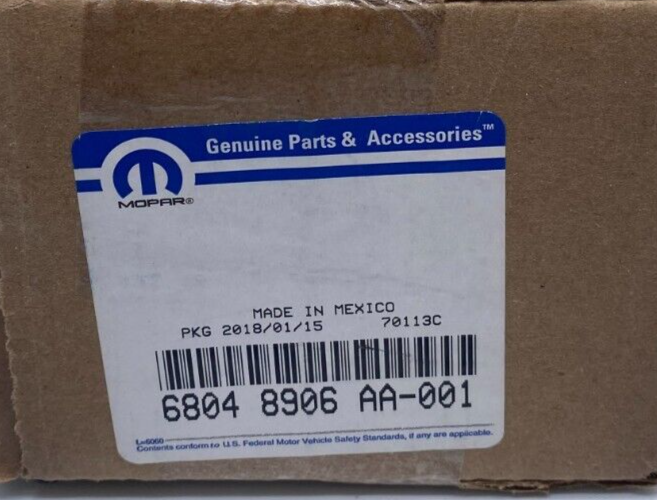 Genuine Parts & Accessories™
MOPAR®
MADE IN MEXICO
PKG 2018/01/15 70113C
6804 8906 AA-001
L-6060
Contents conform to U.S. Federal Motor Vehicle Safety Standards, if any are applicable.